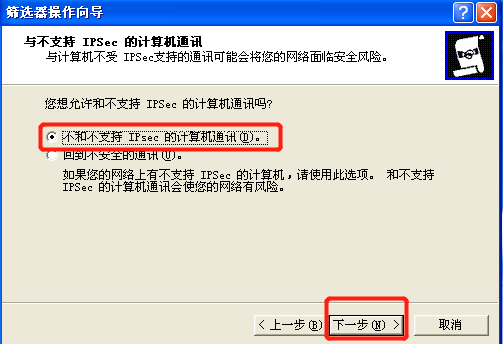 筛选器操作向导
与不支持 IPSec 的计算机通讯
与计算机不受 IPSec支持的通讯可能会将您的网络面临安全风险。
您想允许和不支持 IPSec 的计算机通讯吗?
不和不支持 IPsec 的计算机通讯(D)。
回到不安全的通讯(U)。
如果您的网络上有不支持 IPSec 的计算机,请使用此选项。 和不支持
IPSec 的计算机通讯会使您的网络有风险。
< 上一步(B) 下一步(N) > 取消